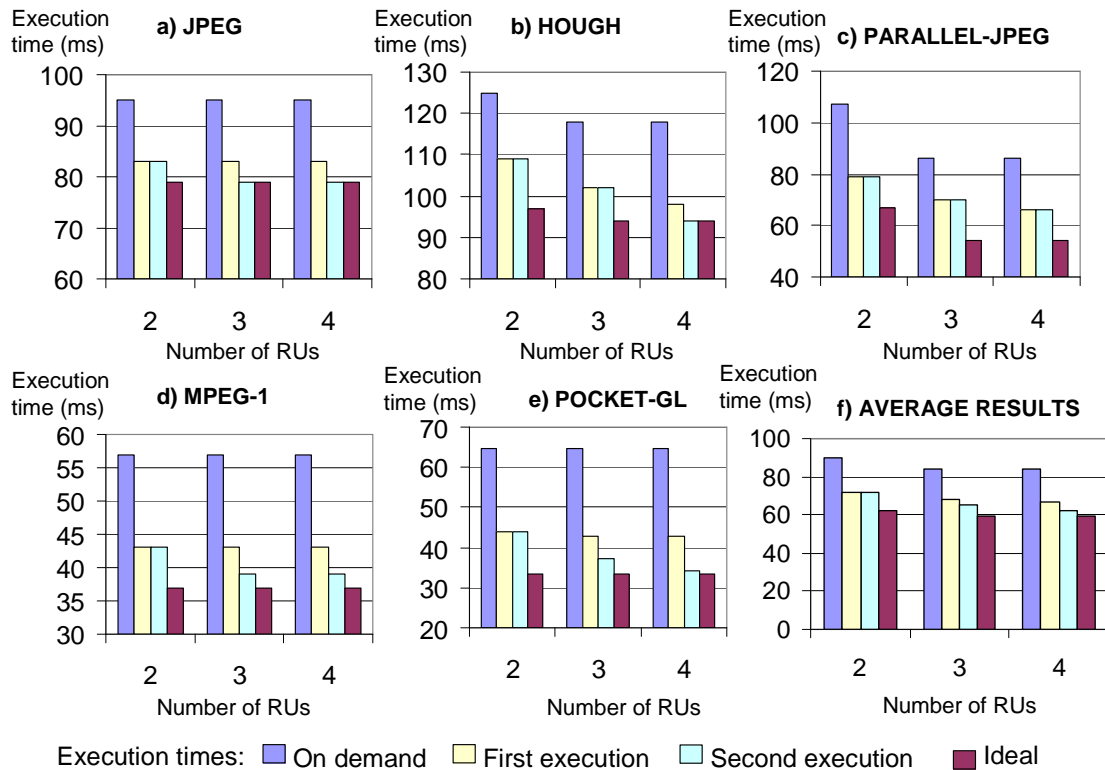 Execution
time (ms)
a) JPEG
100
95
90
85
80
75
70
65
60
2 3 4
Number of RUs
Execution
time (ms)
b) HOUGH
130
120
110
100
90
80
2 3 4
Number of RUs
Execution
time (ms)
c) PARALLEL-JPEG
120
100
80
60
40
2 3 4
Execution
time (ms)
d) MPEG-1
60
55
50
45
40
35
30
2 3 4
Number of RUs
Execution
time (ms)
e) POCKET-GL
70
60
50
40
30
20
2 3 4
Number of RUs
Execution
time (ms)
f) AVERAGE RESULTS
100
80
60
40
20
0
2 3 4
Number of RUs
Execution times: On demand First execution Second execution Ideal